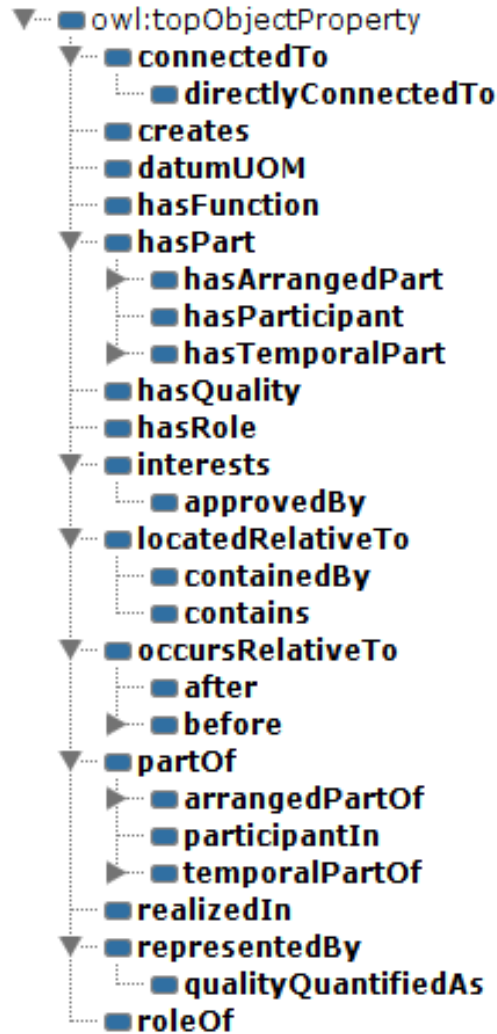 owl:topObjectProperty
connectedTo
directlyConnectedTo
creates
datumUOM
hasFunction
hasPart
hasArrangedPart
hasParticipant
hasTemporalPart
hasQuality
hasRole
interests
approvedBy
locatedRelativeTo
containedBy
contains
occursRelativeTo
after
before
partOf
arrangedPartOf
participantIn
temporalPartOf
realizedIn
representedBy
qualityQuantifiedAs
roleOf